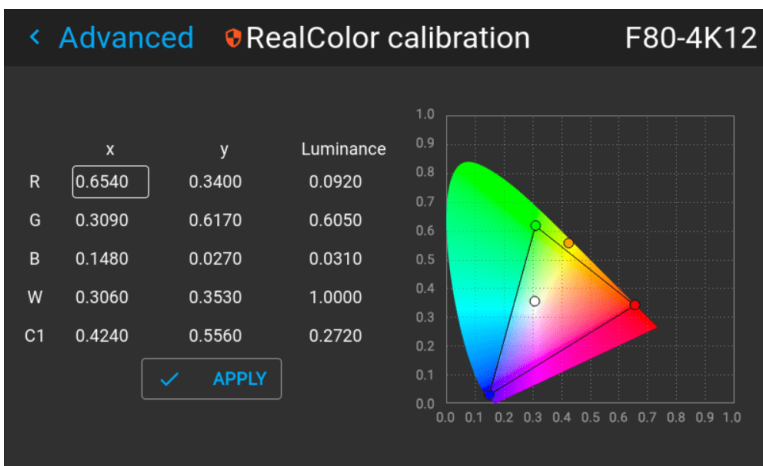 < Advanced RealColor calibration F80-4K12
x y Luminance
R 0.6540 0.3400 0.0920
G 0.3090 0.6170 0.6050
B 0.1480 0.0270 0.0310
W 0.3060 0.3530 1.0000
C1 0.4240 0.5560 0.2720
APPLY
1.0
0.9
0.8
0.7
0.6
0.5
0.4
0.3
0.2
0.1
0.0
0.0 0.1 0.2 0.3 0.4 0.5 0.6 0.7 0.8 0.9 1.0